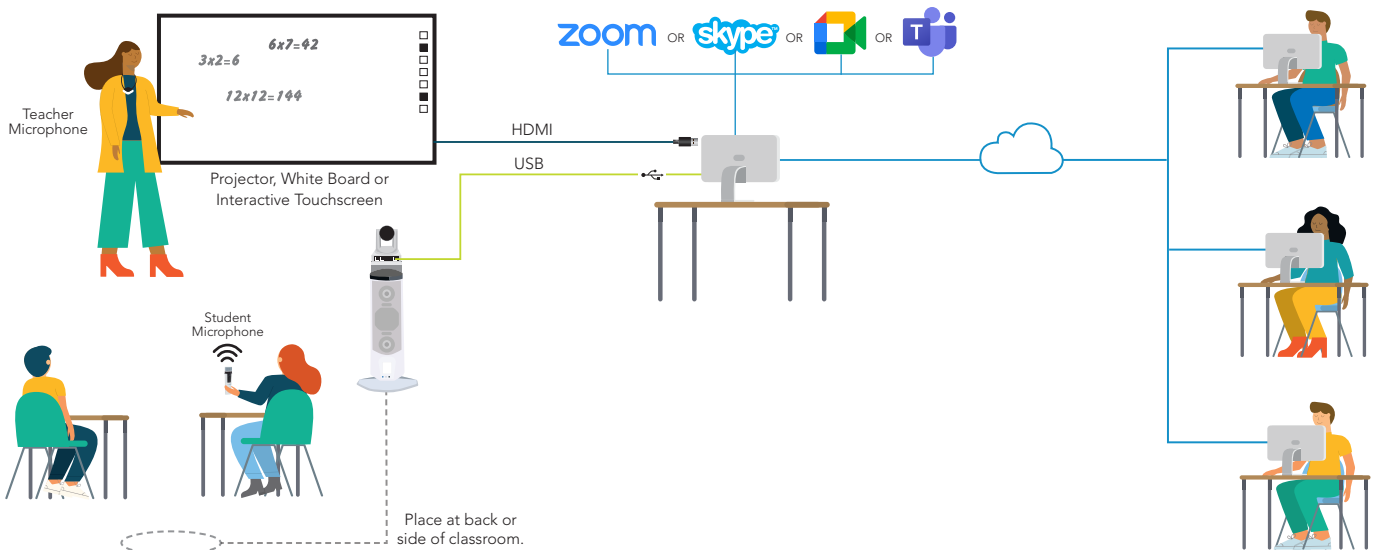 6x7=42
3x2=6
12x12=144
Teacher
Microphone
Projector, White Board or
Interactive Touchscreen
HDMI
USB
zoom OR skype™ OR OR T
Student
Microphone
Place at back or
side of classroom.